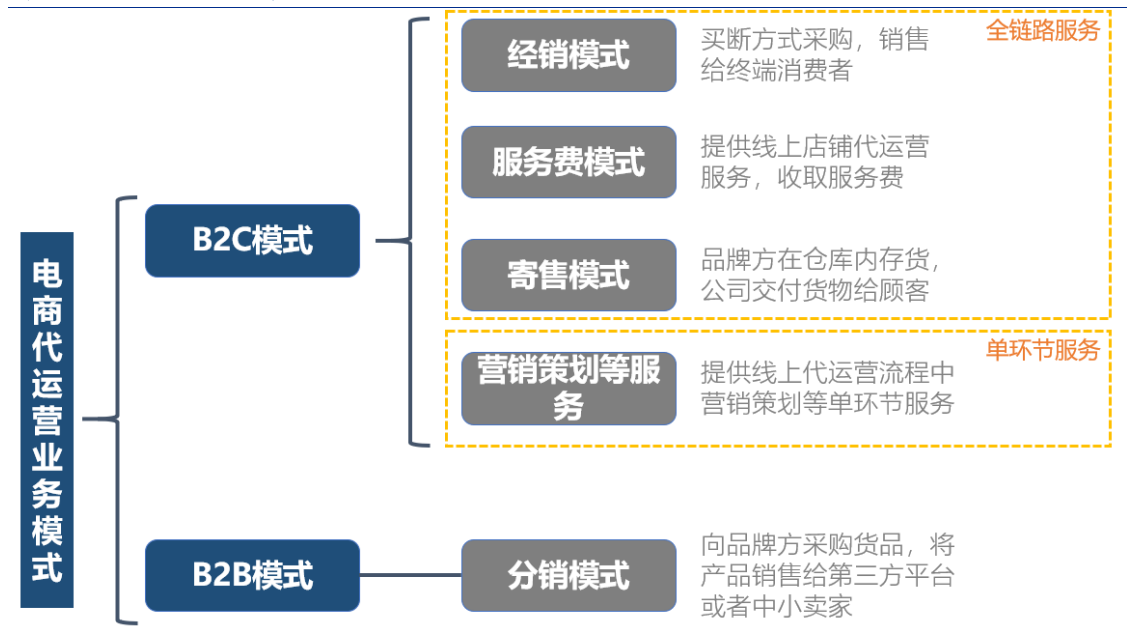 电商代运营业务模式
B2C模式
全链路服务
经销模式
买断方式采购，销售
给终端消费者
服务费模式
提供线上店铺代运营
服务，收取服务费
寄售模式
品牌方在仓库内存货，
公司交付货物给顾客
单环节服务
营销策划等服
务
提供线上代运营流程中
营销策划等单环节服务
B2B模式
分销模式
向品牌方采购货品，将
产品销售给第三方平台
或者中小卖家